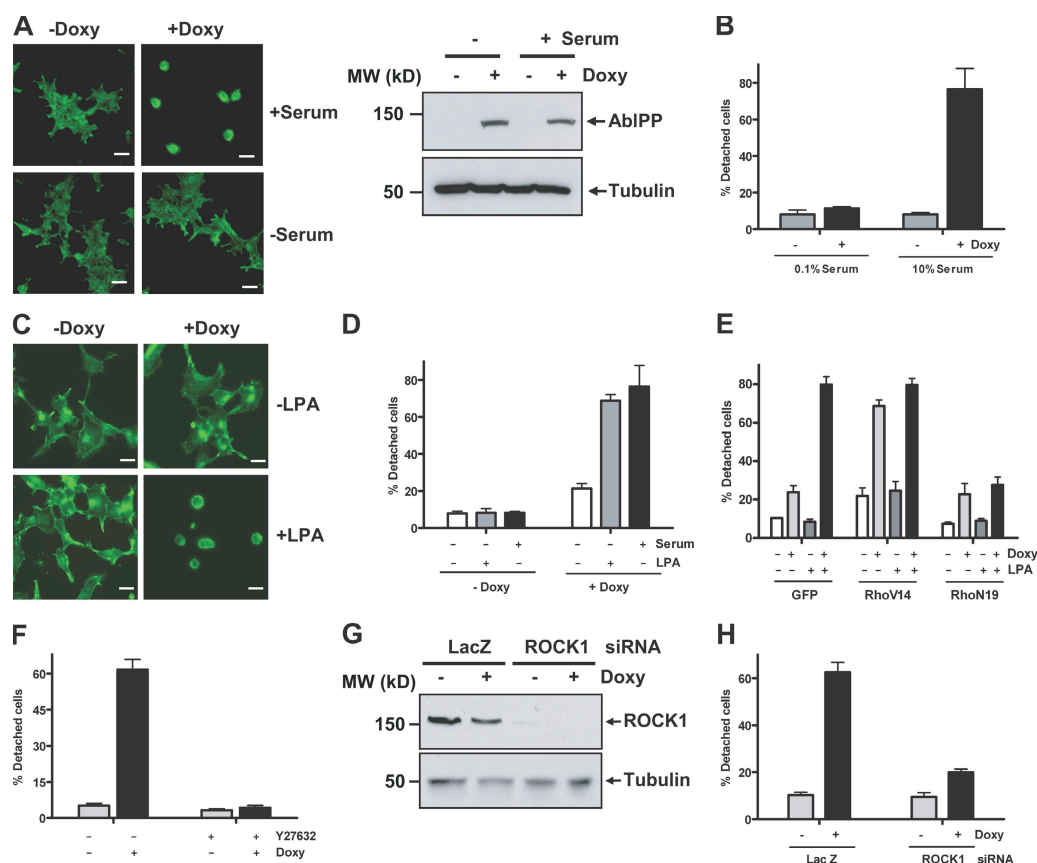 A
-Doxy +Doxy
+Serum
-Serum
- + Serum
MW (kD) - + - + Doxy
150
AblPP
50
Tubulin
B
% Detached cells
80
60
40
20
0
- + - + Doxy
0.1% Serum 10% Serum
C
-Doxy +Doxy
-LPA
+LPA
D
% Detached cells
80
60
40
20
0
– – + – – + Serum
– + – – + – LPA
- Doxy + Doxy
E
% Detached cells
80
60
40
20
0
– + – + – + – + – + – + Doxy
– – + + – – + + – – + + LPA
GFP RhoV14 RhoN19
F
% Detached cells
60
45
30
15
0
– – + + Y27632
– + – + Doxy
G
LacZ ROCK1 siRNA
MW (kD) - + - + Doxy
150
ROCK1
50
Tubulin
H
% Detached cells
60
40
20
0
- + - + Doxy
Lac Z ROCK1 siRNA